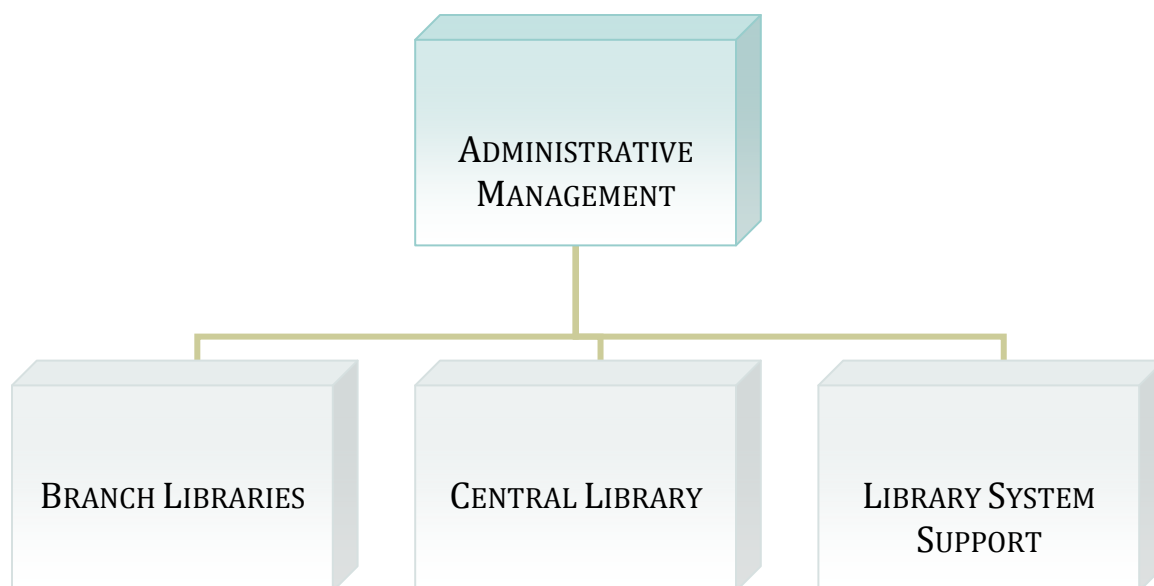 ADMINISTRATIVE
MANAGEMENT
BRANCH LIBRARIES
CENTRAL LIBRARY
LIBRARY SYSTEM
SUPPORT